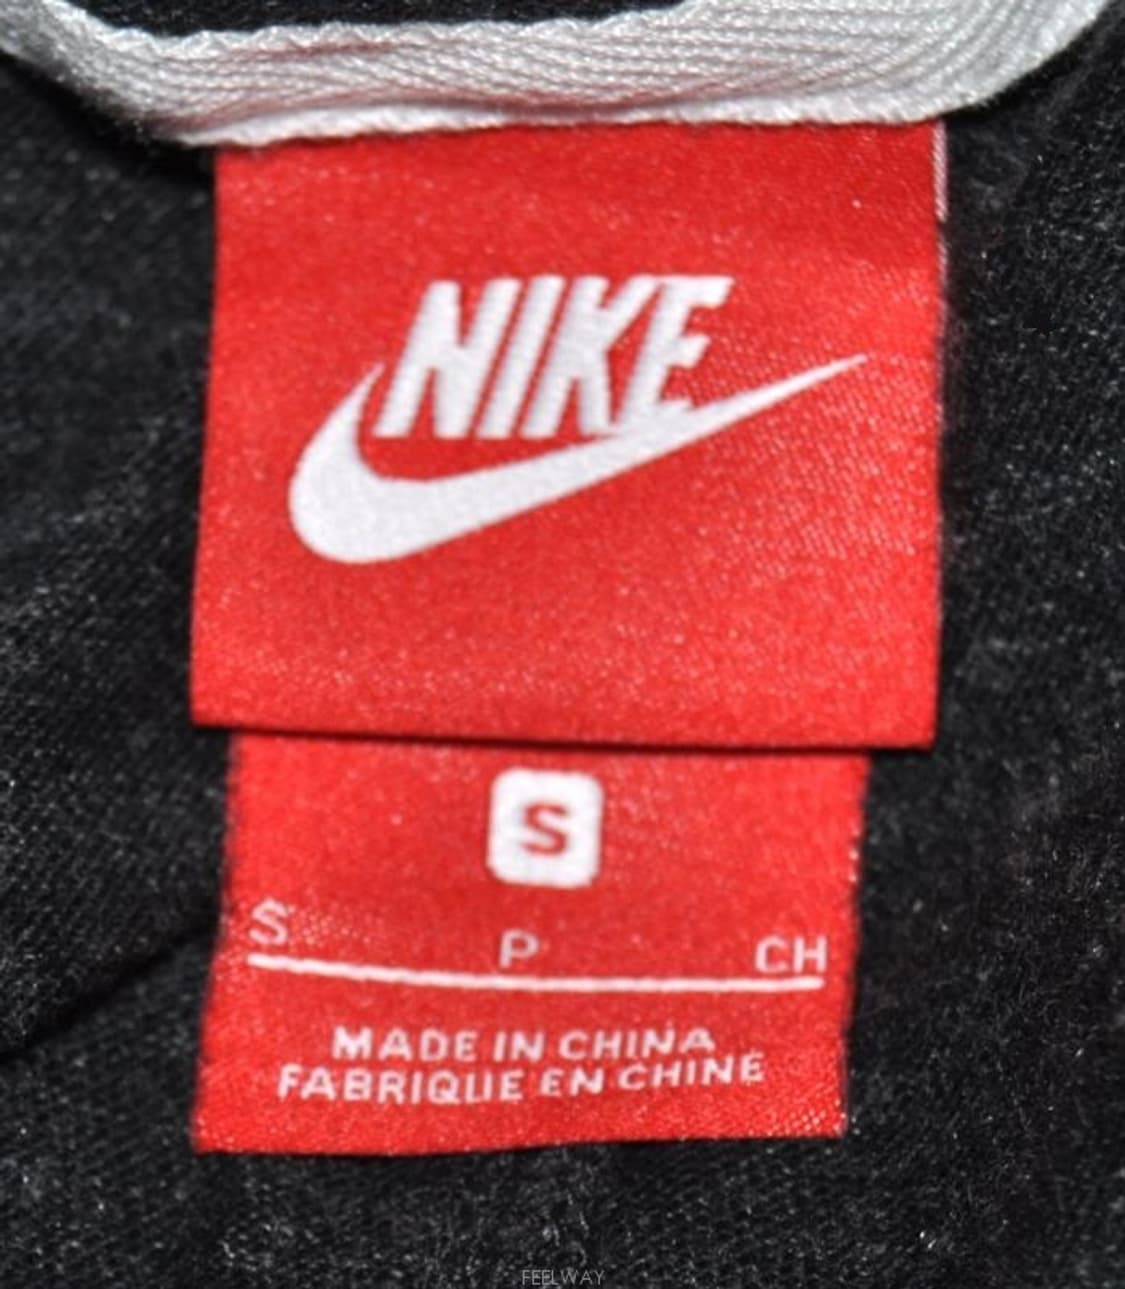 NIKE
S
S P CH
MADE IN CHINA
FABRIQUE EN CHINE
FEELWAY